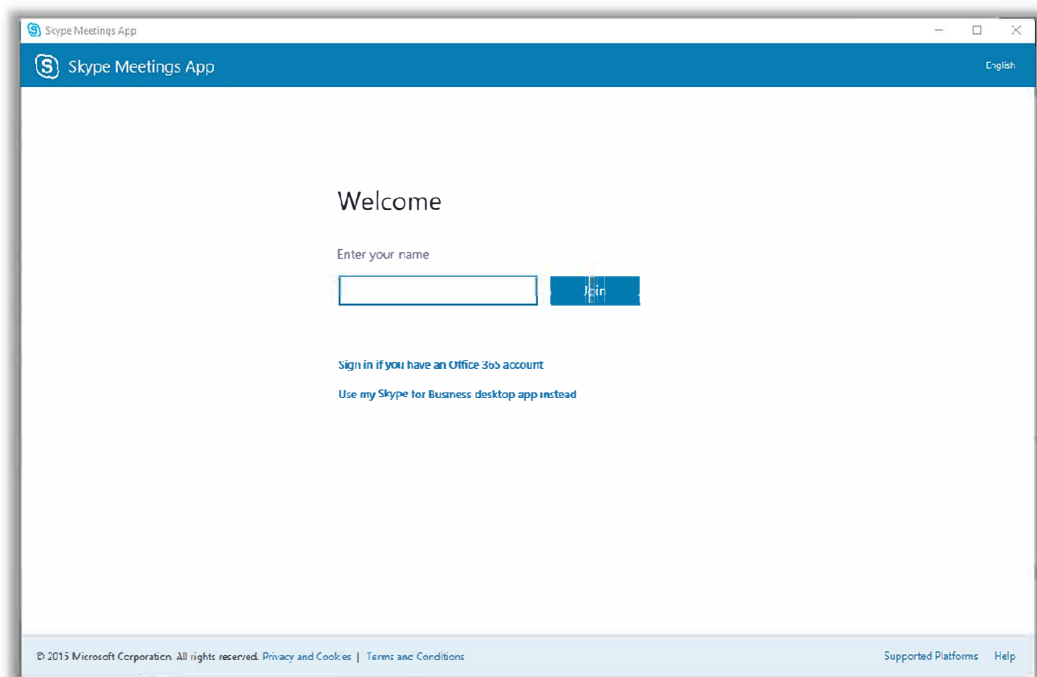 Skype Meetings App
Skype Meetings App
English
Welcome
Enter your name
Join
Sign in if you have an Office 365 account
Use my Skype for Business desktop app instead
© 2015 Microsoft Corporation. All rights reserved. Privacy and Cookies | Terms and Conditions Supported Platforms Help